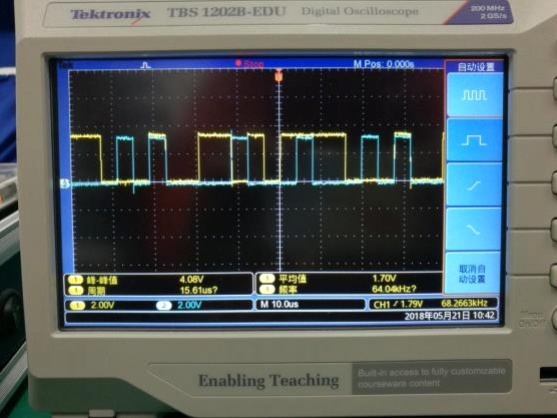 Tektronix TBS 1202B-EDU Digital Oscilloscope 200 MHz
2 GS/s
Stop M Pos: 0.000s 自动设置
取消自
动设置
1 峰-峰值 4.08V 1 平均值 1.70V
1 周期 15.61us? 1 频率 64.04kHz?
1 2.00V 2 2.00V M 10.0us CH1 / 1.79V 68.2663kHz
2018年05月21日 10:42
Menu
On/Off
Enabling Teaching
Built-in access to fully customizable
courseware content